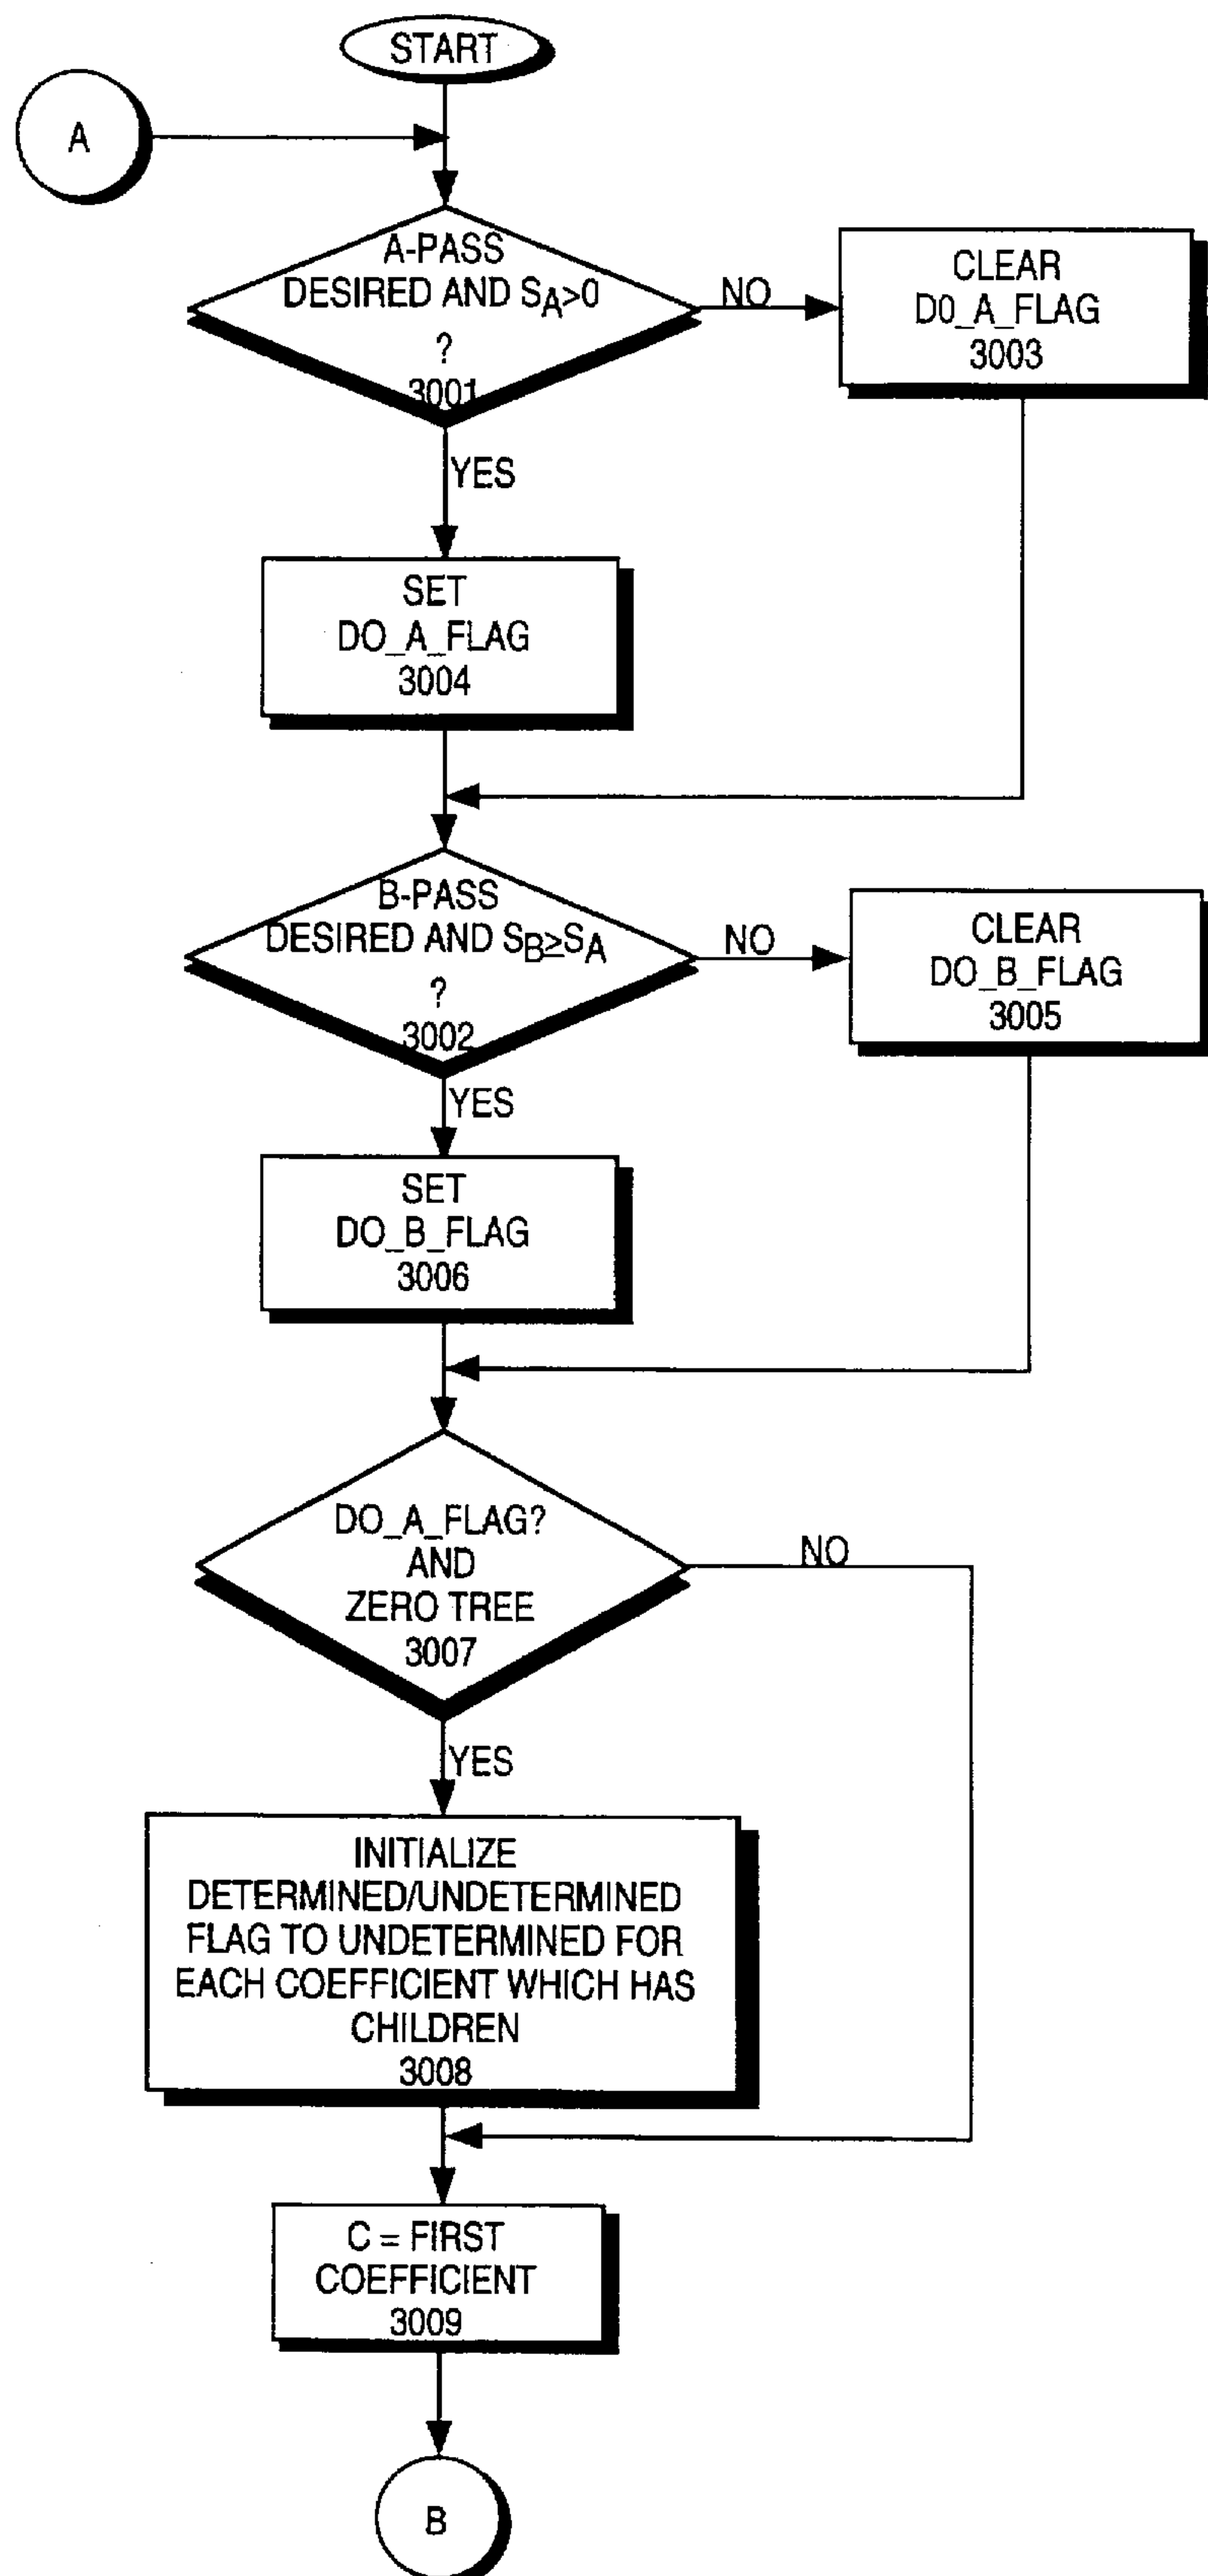 START
A
A-PASS
DESIRED AND SA>0
?
3001
NO
CLEAR
D0_A_FLAG
3003
YES
SET
DO_A_FLAG
3004
B-PASS
DESIRED AND SB≥SA
?
3002
NO
CLEAR
DO_B_FLAG
3005
YES
SET
DO_B_FLAG
3006
DO_A_FLAG?
AND
ZERO TREE
3007
NO
YES
INITIALIZE
DETERMINED/UNDETERMINED
FLAG TO UNDETERMINED FOR
EACH COEFFICIENT WHICH HAS
CHILDREN
3008
C = FIRST
COEFFICIENT
3009
B